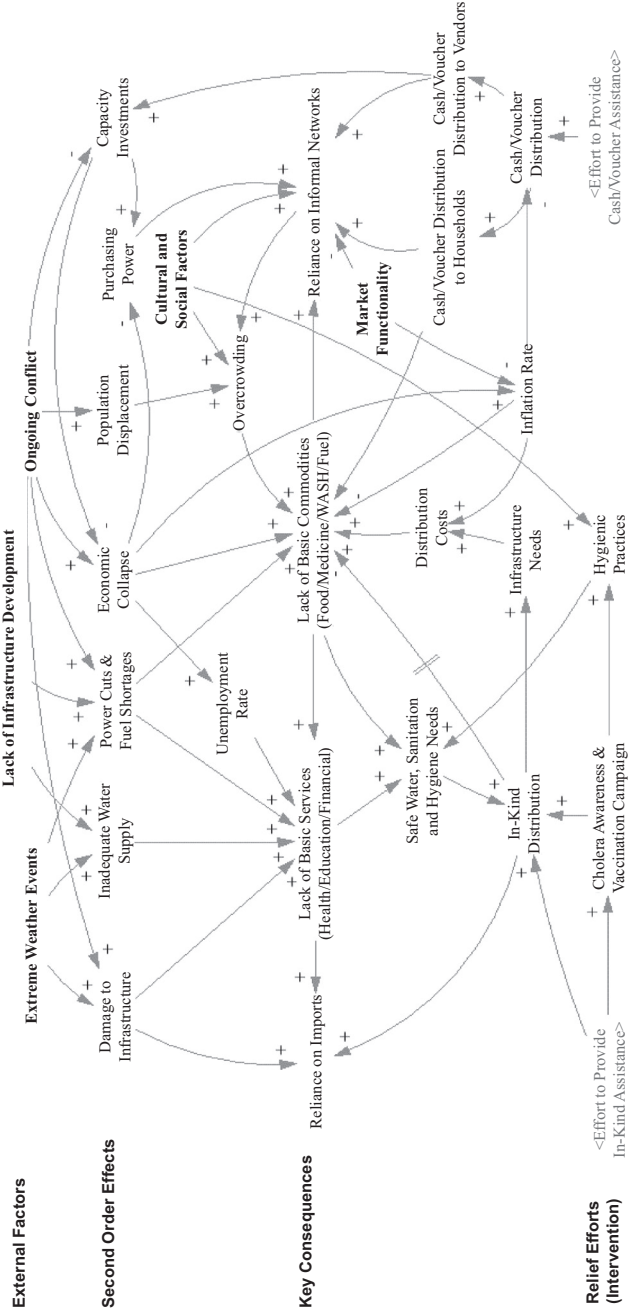 External Factors
Extreme Weather Events
Lack of Infrastructure Development
Ongoing Conflict
Second Order Effects
Damage to
Infrastructure
Inadequate Water
Supply
Power Cuts &
Fuel Shortages
Economic
Collapse
Population
Displacement
Purchasing
Power
Capacity
Investments
Cultural and
Social Factors
Unemployment
Rate
Overcrowding
Key Consequences
Reliance on Imports
Lack of Basic Services
(Health/Education/Financial)
Lack of Basic Commodities
(Food/Medicine/WASH/Fuel)
Reliance on Informal Networks
Market
Functionality
Safe Water, Sanitation
and Hygiene Needs
Distribution
Costs
Cash/Voucher Distribution
to Households
Cash/Voucher
Distribution to Vendors
In-Kind
Distribution
Infrastructure
Needs
Inflation Rate
Cash/Voucher
Distribution
Relief Efforts
(Intervention)
<Effort to Provide
In-Kind Assistance>
Cholera Awareness &
Vaccination Campaign
Hygienic
Practices
<Effort to Provide
Cash/Voucher Assistance>